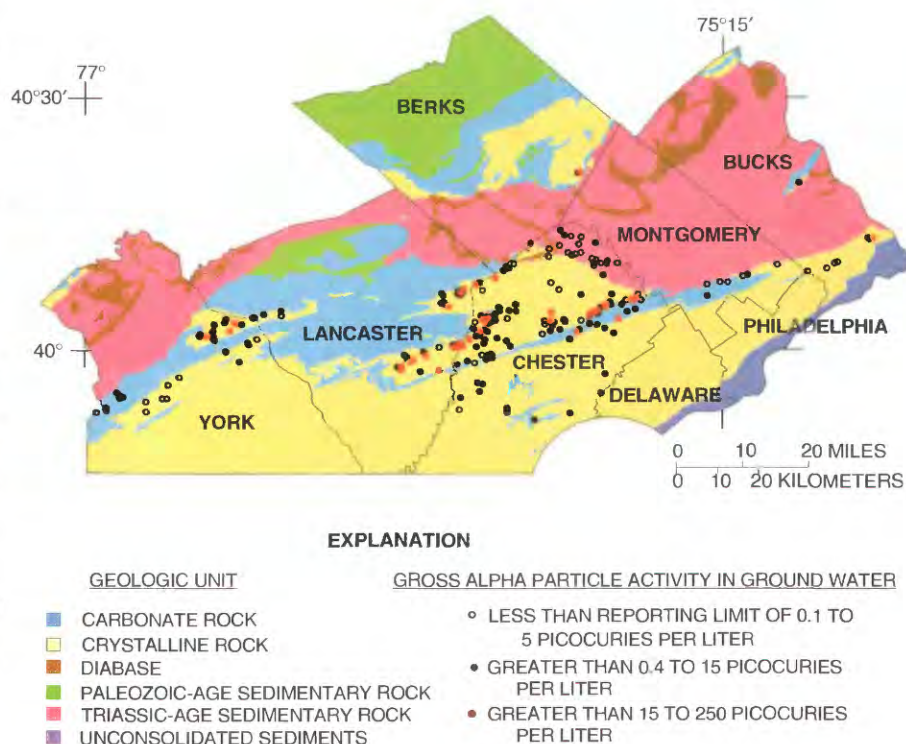 75°15′
77°
40°30′
BERKS
BUCKS
MONTGOMERY
LANCASTER
PHILADELPHIA
40°
CHESTER
DELAWARE
YORK
0 10 20 MILES
0 10 20 KILOMETERS
EXPLANATION
GEOLOGIC UNIT
CARBONATE ROCK
CRYSTALLINE ROCK
DIABASE
PALEOZOIC-AGE SEDIMENTARY ROCK
TRIASSIC-AGE SEDIMENTARY ROCK
UNCONSOLIDATED SEDIMENTS
GROSS ALPHA PARTICLE ACTIVITY IN GROUND WATER
LESS THAN REPORTING LIMIT OF 0.1 TO
5 PICOCURIES PER LITER
GREATER THAN 0.4 TO 15 PICOCURIES
PER LITER
GREATER THAN 15 TO 250 PICOCURIES
PER LITER